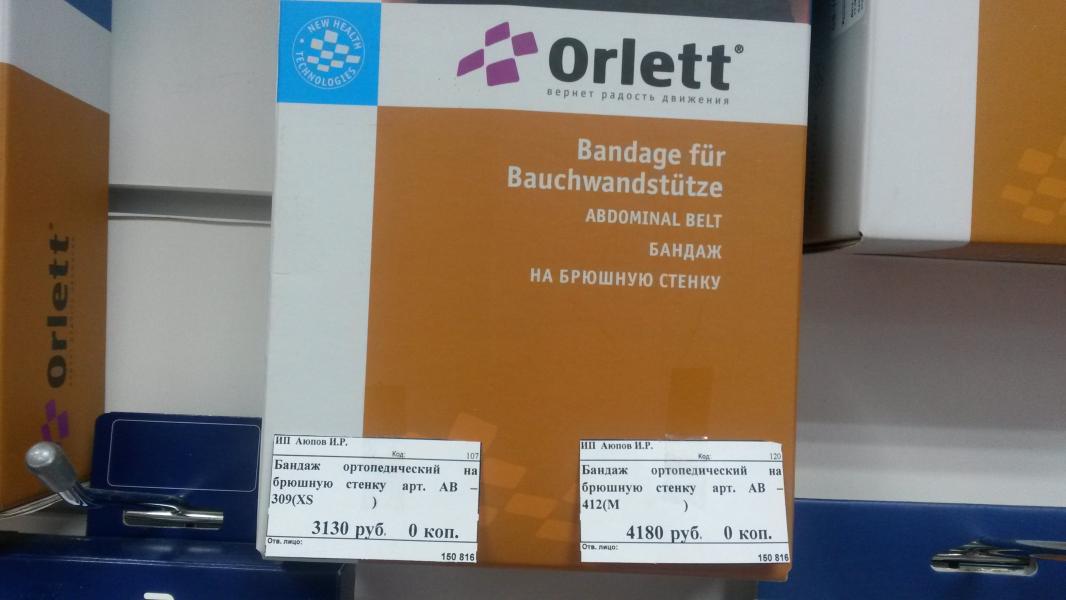 NEW HEALTH TECHNOLOGIES
Orlett®
вернет радость движения
Bandage für
Bauchwandstütze
ABDOMINAL BELT
БАНДАЖ
НА БРЮШНУЮ СТЕНКУ
Orlett
ИП Аюпов И.Р.
Код: 107
Бандаж ортопедический на
брюшную стенку арт. АВ –
309(XS )
3130 руб. 0 коп.
Отв. лицо:
150 816
ИП Аюпов И.Р.
Код: 120
Бандаж ортопедический на
брюшную стенку арт. АВ –
412(М )
4180 руб. 0 коп.
Отв. лицо:
150 816